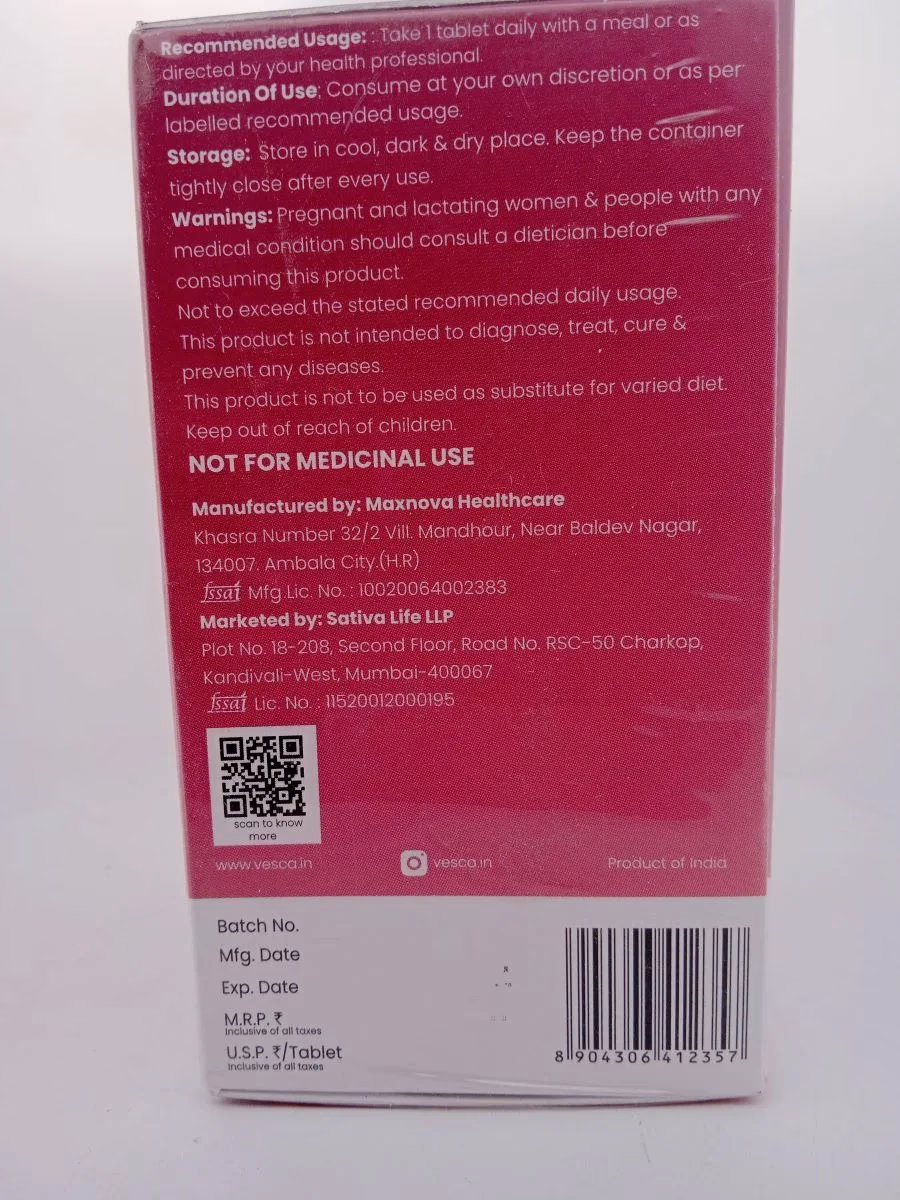 Recommended Usage: : Take 1 tablet daily with a meal or as
directed by your health professional.
Duration Of Use: Consume at your own discretion or as per
labelled recommended usage.
Storage: Store in cool, dark & dry place. Keep the container
tightly close after every use.
Warnings: Pregnant and lactating women & people with any
medical condition should consult a dietician before
consuming this product.
Not to exceed the stated recommended daily usage.
This product is not intended to diagnose, treat, cure &
prevent any diseases.
This product is not to be used as substitute for varied diet.
Keep out of reach of children.
NOT FOR MEDICINAL USE
Manufactured by: Maxnova Healthcare
Khasra Number 32/2 Vill. Mandhour, Near Baldev Nagar,
134007. Ambala City.(H.R)
fssai Mfg.Lic. No. : 10020064002383
Marketed by: Sativa Life LLP
Plot No. 18-208, Second Floor, Road No. RSC-50 Charkop,
Kandivali-West, Mumbai-400067
fssai Lic. No. : 11520012000195
scan to know
more
www.vesca.in vesca.in Product of India
Batch No.
Mfg. Date
Exp. Date
M.R.P. ₹
Inclusive of all taxes
U.S.P. ₹/Tablet
Inclusive of all taxes
8 904306 412357